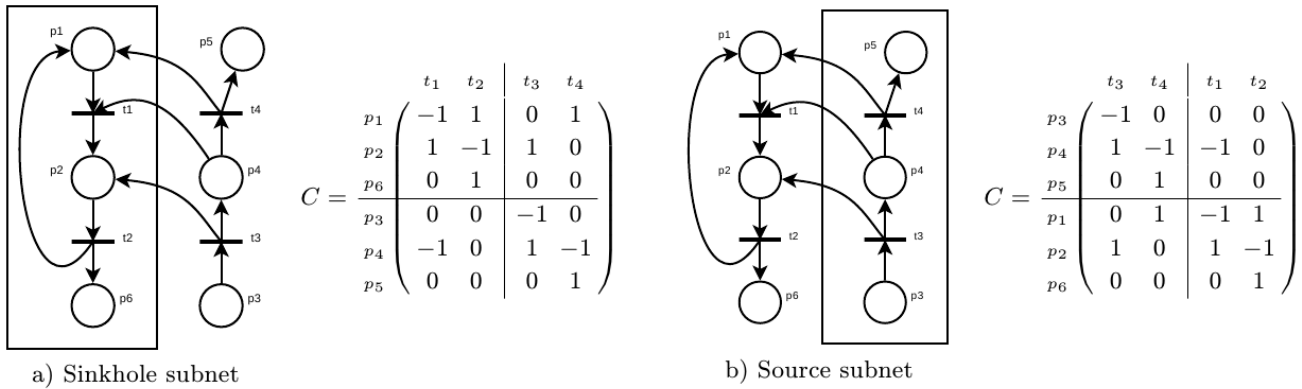 p1
p5
t1
t4
p2
p4
t2
t3
p6
p3
a) Sinkhole subnet
C =
t1 t2 t3 t4
p1 −1 1 0 1
p2 1 −1 1 0
p6 0 1 0 0
p3 0 0 −1 0
p4 −1 0 1 −1
p5 0 0 0 1
p1
p5
t1
t4
p2
p4
t2
t3
p6
p3
b) Source subnet
C =
t3 t4 t1 t2
p3 −1 0 0 0
p4 1 −1 −1 0
p5 0 1 0 0
p1 0 1 −1 1
p2 1 0 1 −1
p6 0 0 0 1